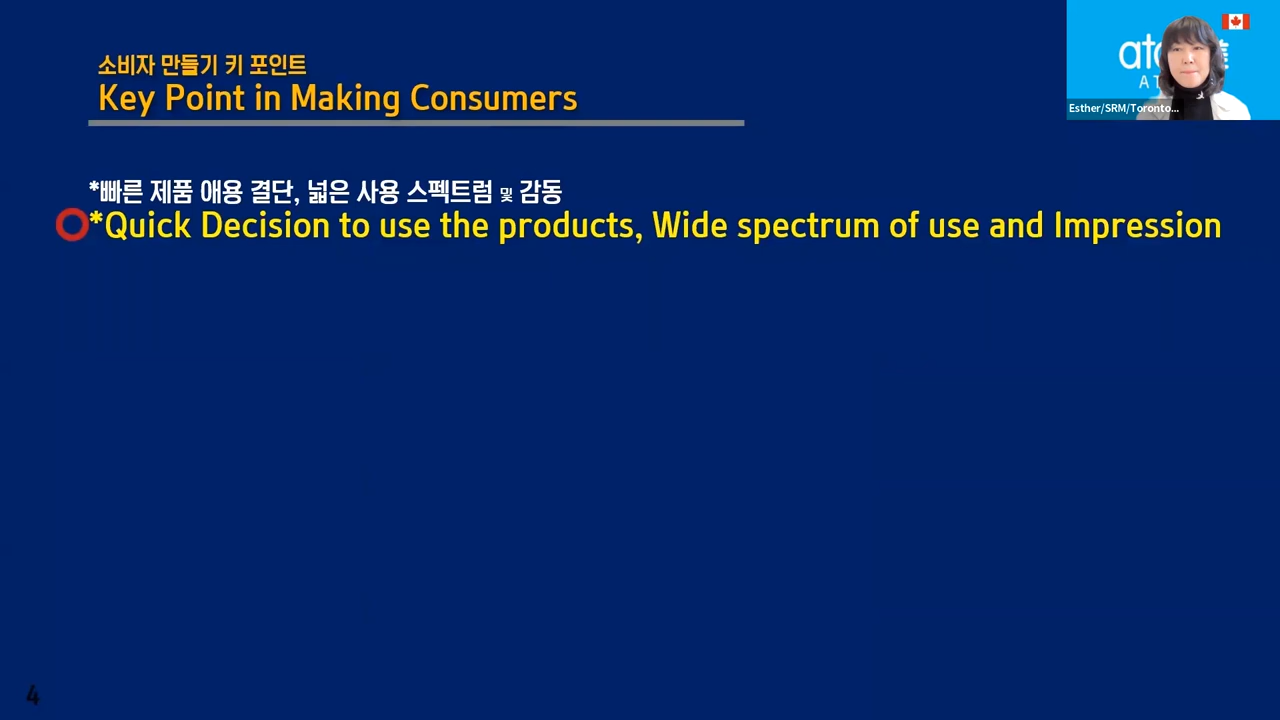 소비자 만들기 키 포인트
Key Point in Making Consumers
*빠른 제품 애용 결단, 넓은 사용 스펙트럼 및 감동
*Quick Decision to use the products, Wide spectrum of use and Impression
Esther/SRM/Toronto...
4